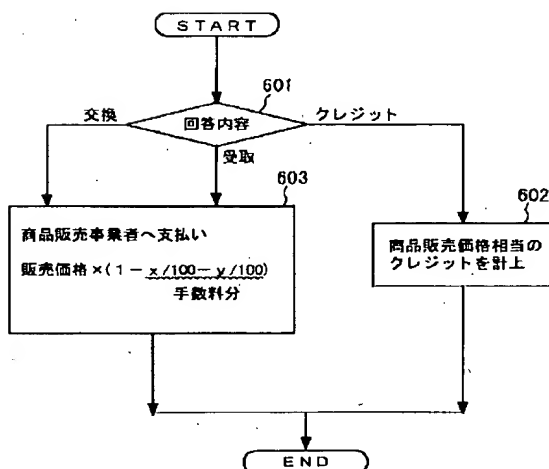 START
601
交換
回答内容
クレジット
受取
603
602
商品販売事業者へ支払い
販売価格×(1-x/100-y/100)
手数料分
商品販売価格相当の
クレジットを計上
END